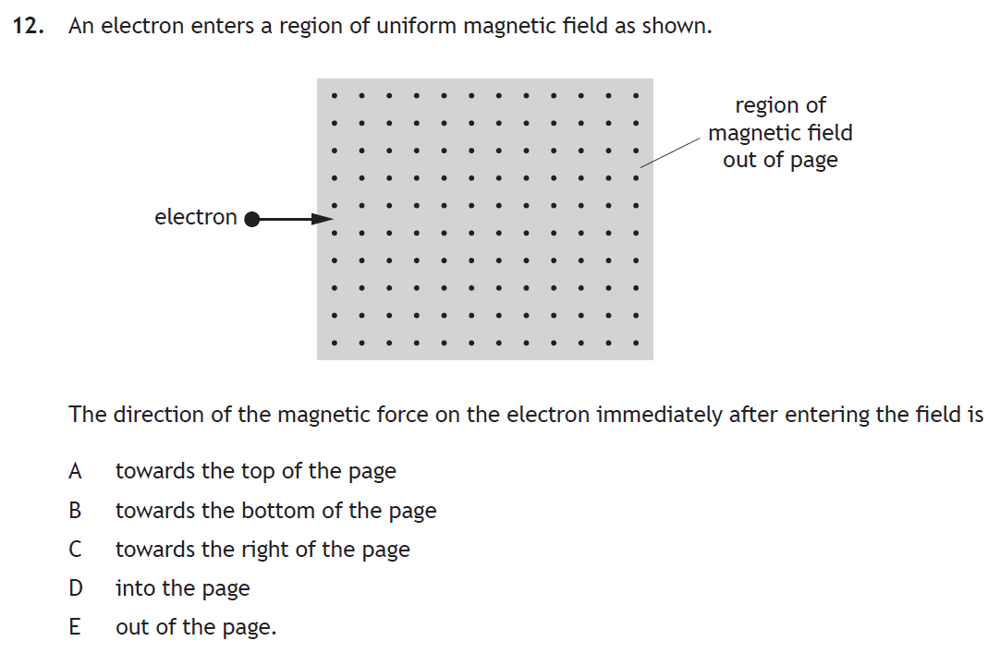 12. An electron enters a region of uniform magnetic field as shown.
region of
magnetic field
out of page
electron
The direction of the magnetic force on the electron immediately after entering the field is
A towards the top of the page
B towards the bottom of the page
C towards the right of the page
D into the page
E out of the page.